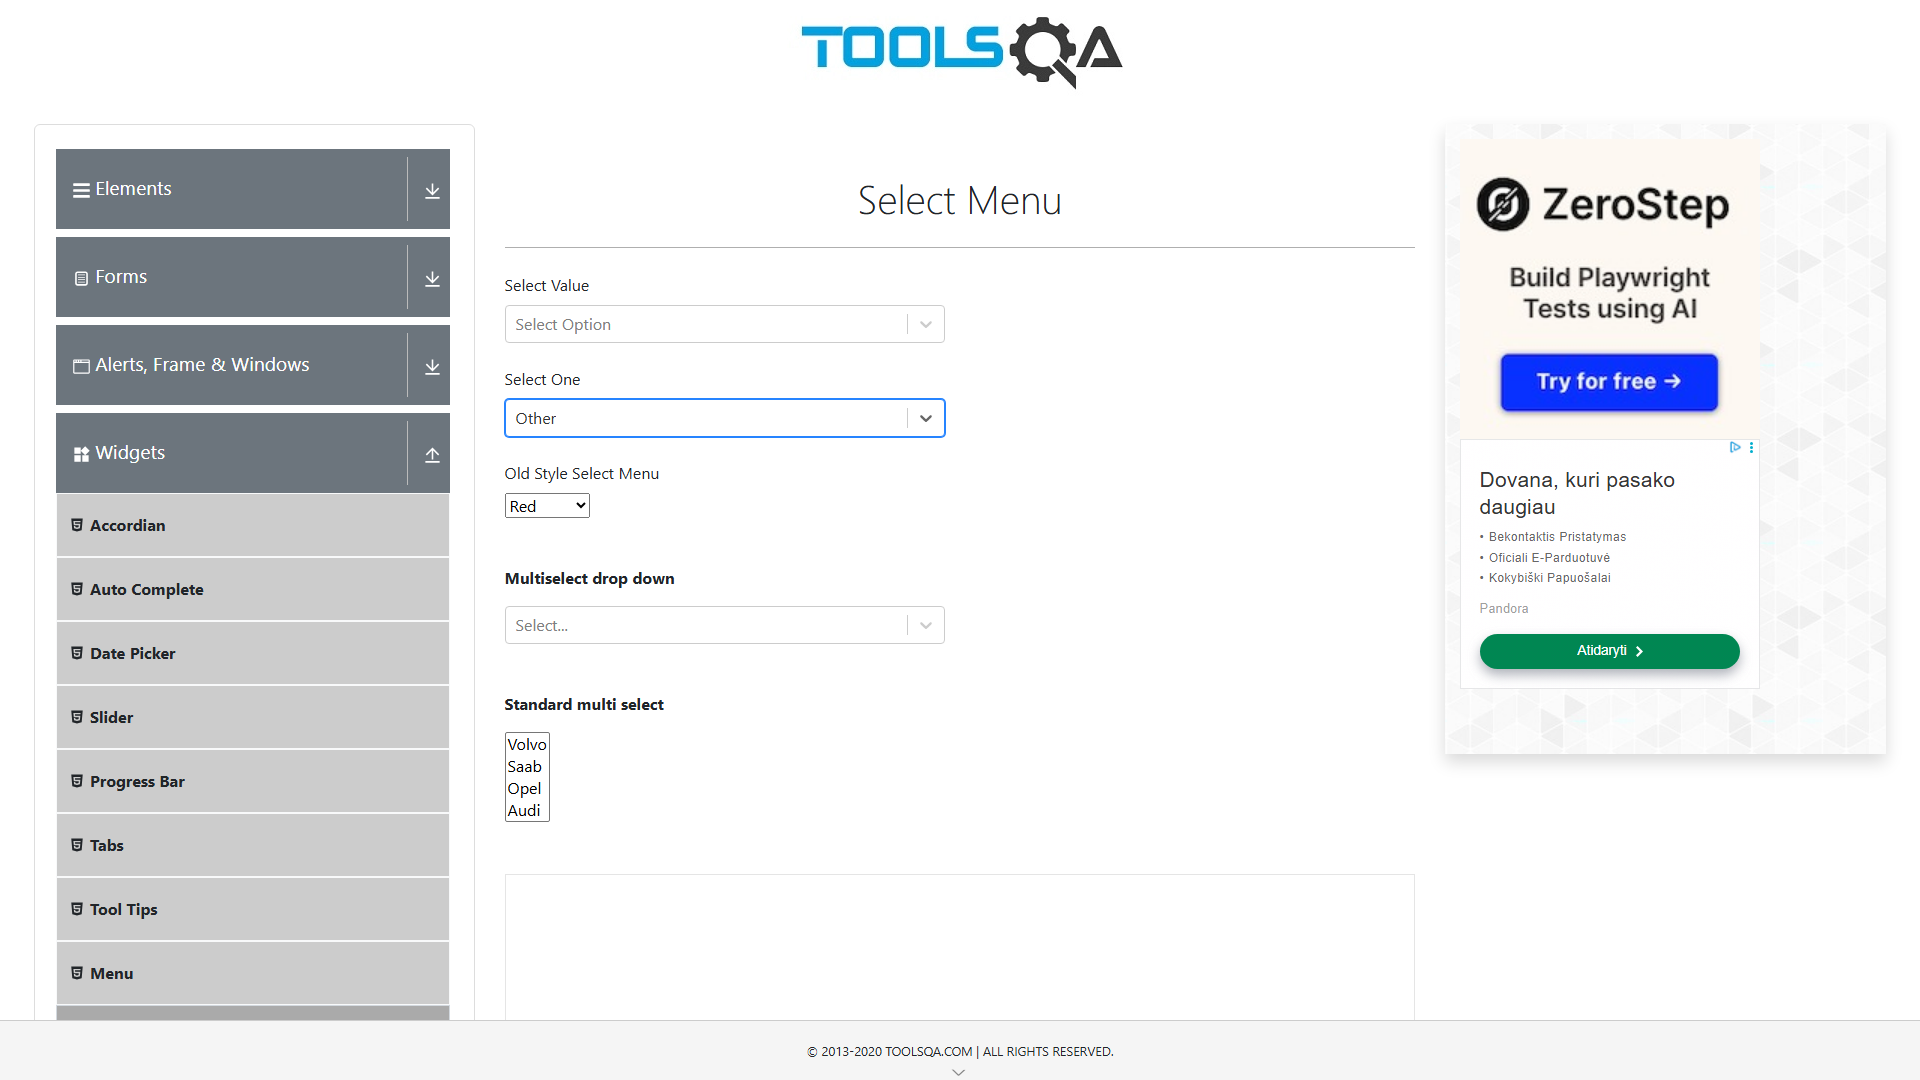 TOOLSQA
Elements
Forms
Alerts, Frame & Windows
Widgets
Accordian
Auto Complete
Date Picker
Slider
Progress Bar
Tabs
Tool Tips
Menu
Select Menu
Select Value
Select Option
Select One
Other
Old Style Select Menu
Red
Multiselect drop down
Select...
Standard multi select
Volvo
Saab
Opel
Audi
ZeroStep
Build Playwright
Tests using AI
Try for free →
Dovana, kuri pasako
daugiau
• Bekontaktis Pristatymas
• Oficiali E-Parduotuvė
• Kokybiški Papuošalai
Pandora
Atidaryti
© 2013-2020 TOOLSQA.COM | ALL RIGHTS RESERVED.